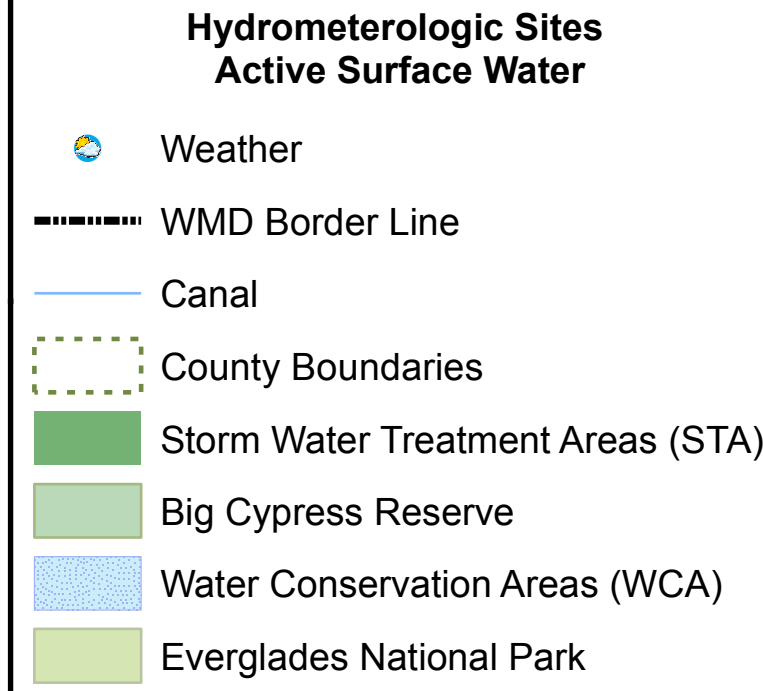 Hydrometerologic Sites
Active Surface Water
Weather
WMD Border Line
Canal
County Boundaries
Storm Water Treatment Areas (STA)
Big Cypress Reserve
Water Conservation Areas (WCA)
Everglades National Park